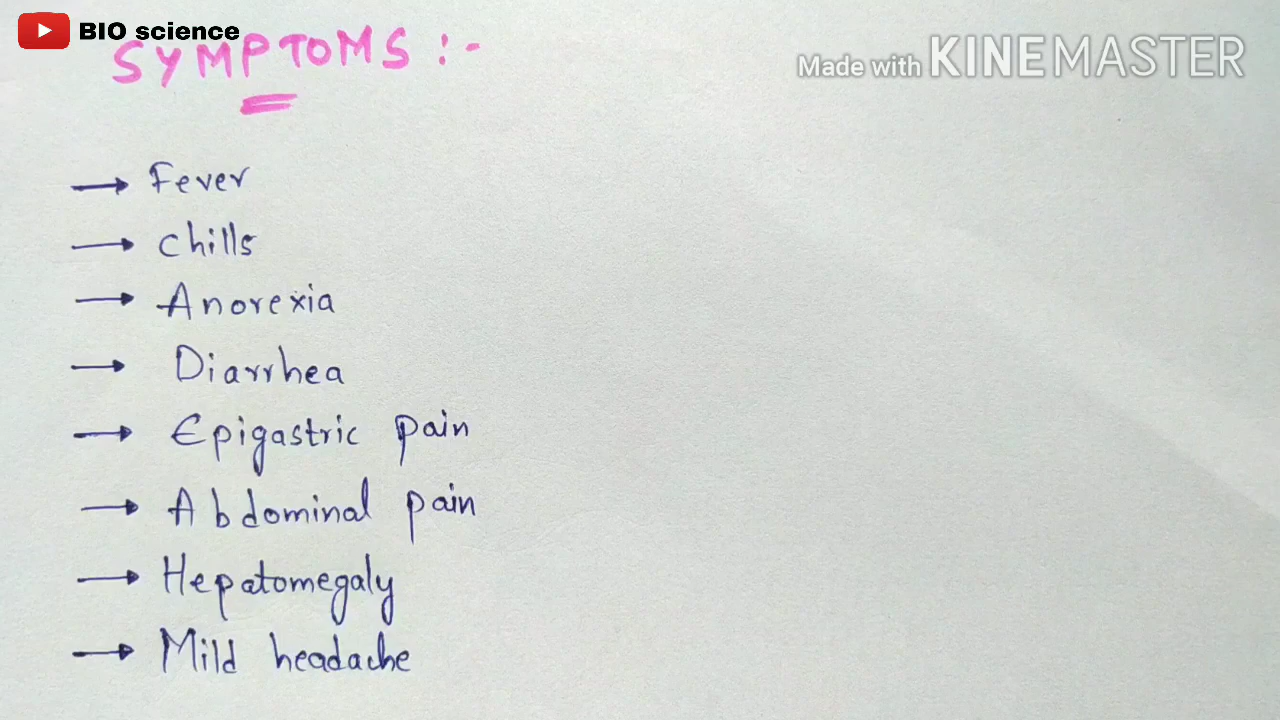 BIO science
SYMPTOMS :-
Made with KINEMASTER
→ Fever
→ chills
→ Anorexia
→ Diarrhea
→ Epigastric pain
→ Abdominal pain
→ Hepatomegaly
→ Mild headache